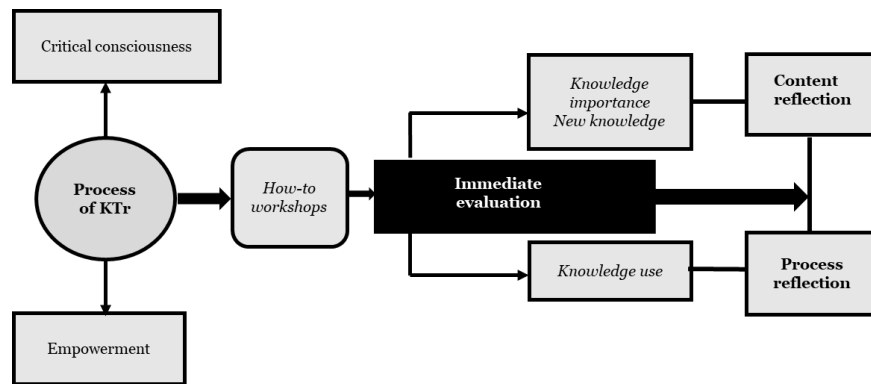 Critical consciousness
Knowledge
importance
New knowledge
Content
reflection
Process
of KTr
How-to
workshops
Immediate
evaluation
Knowledge use
Process
reflection
Empowerment